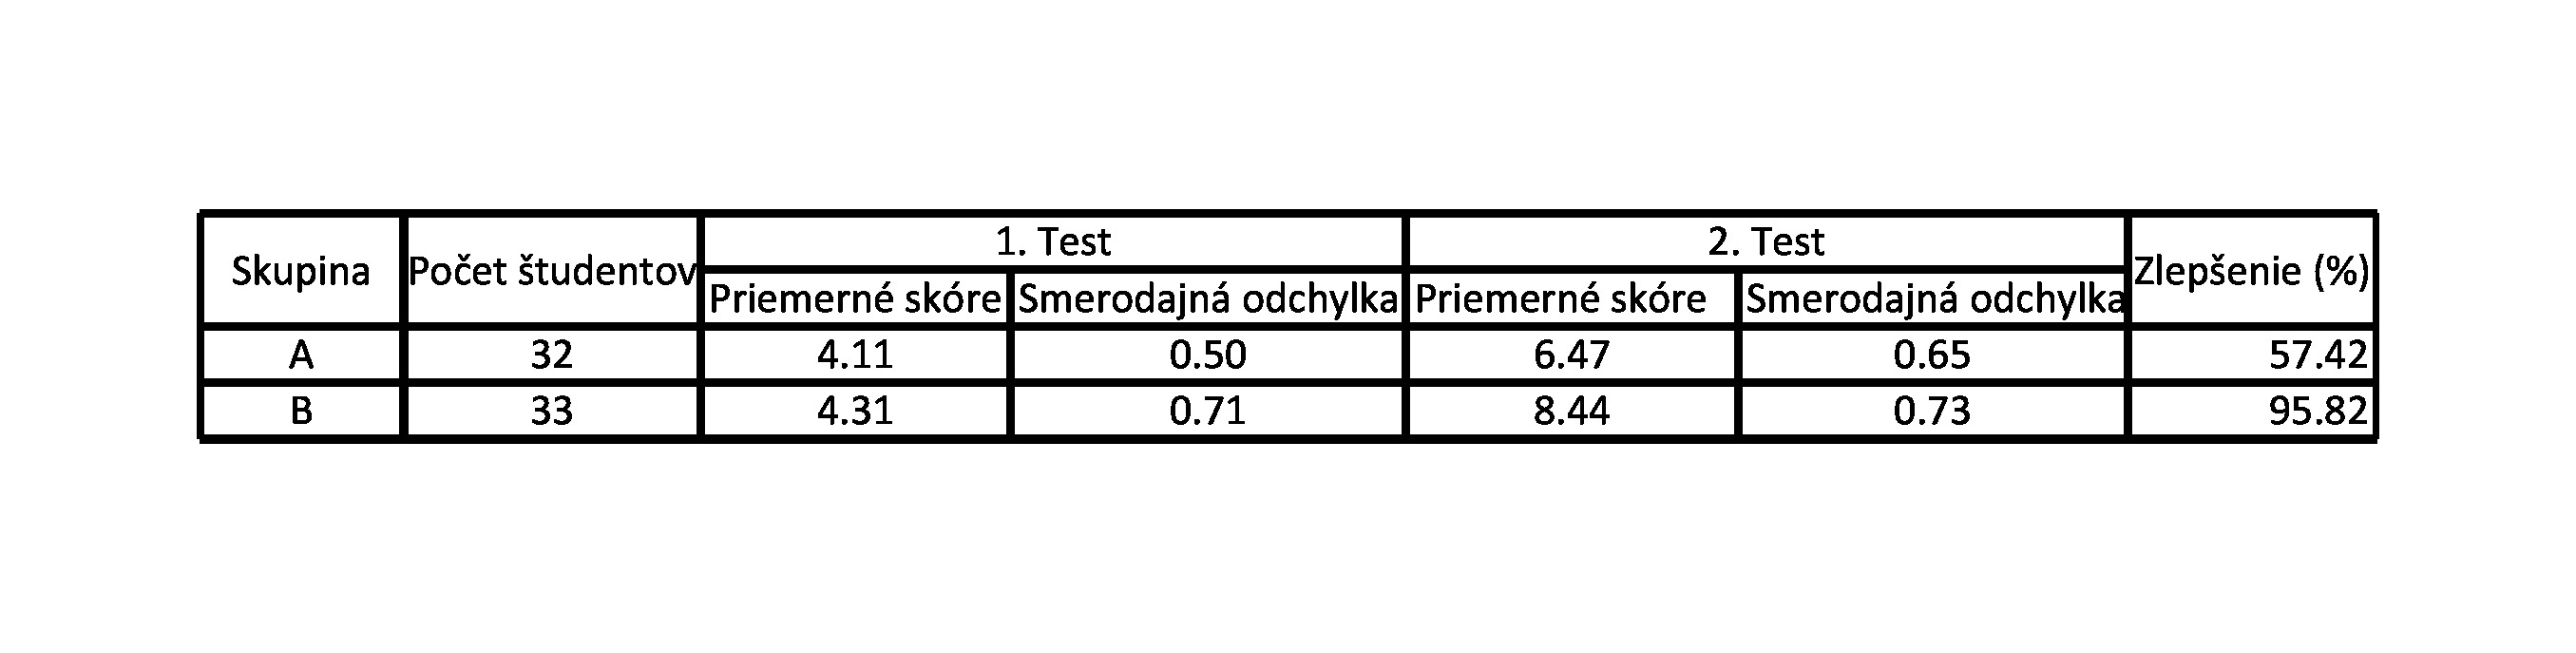 Skupina Počet študentov 1. Test 2. Test Zlepšenie (%)
Priemerné skóre Smerodajná odchylka Priemerné skóre Smerodajná odchylka
A 32 4.11 0.50 6.47 0.65 57.42
B 33 4.31 0.71 8.44 0.73 95.82